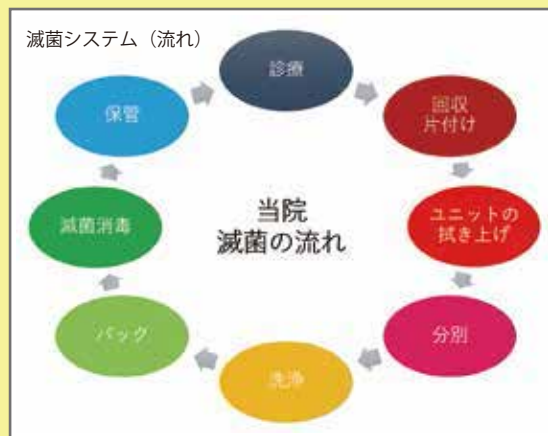 滅菌システム（流れ）
診療
回収
片付け
ユニットの
拭き上げ
分別
洗浄
パック
滅菌消毒
保管
当院
滅菌の流れ